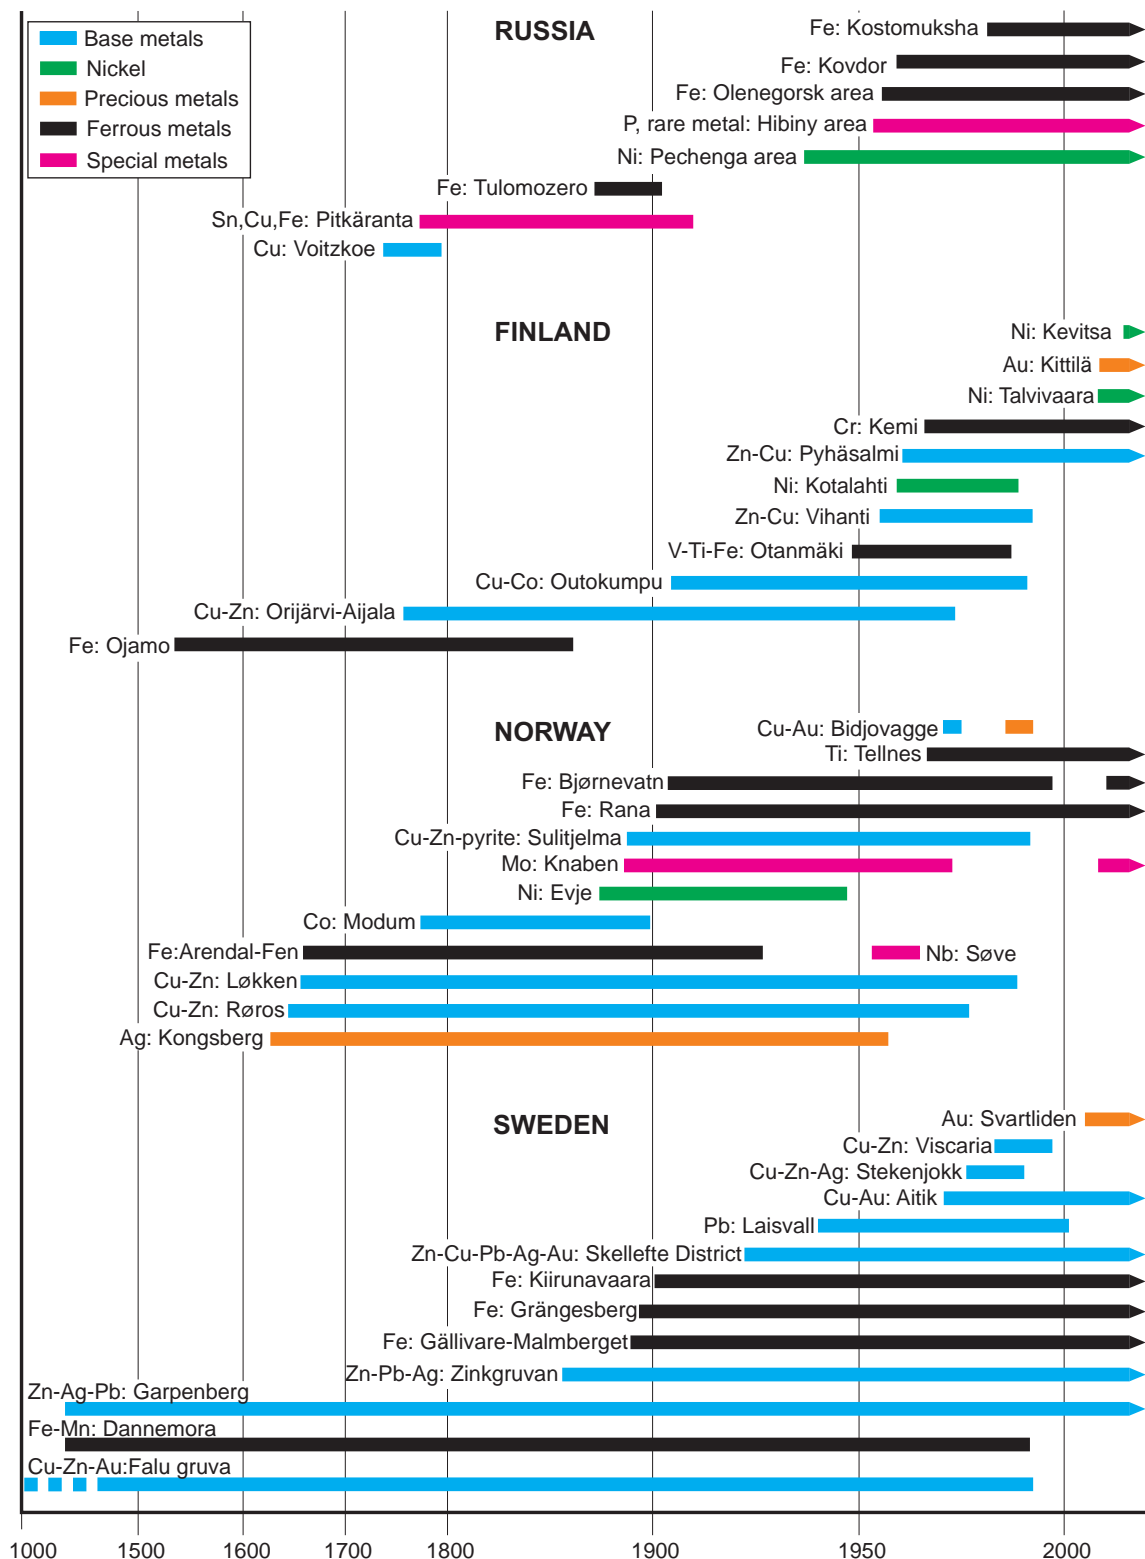 Base metals
Nickel
Precious metals
Ferrous metals
Special metals
RUSSIA
Fe: Kostomuksha
Fe: Kovdor
Fe: Olenegorsk area
P, rare metal: Hibiny area
Ni: Pechenga area
Fe: Tulomozero
Sn,Cu,Fe: Pitkäranta
Cu: Voitzkoe
FINLAND
Ni: Kevitsa
Au: Kittilä
Ni: Talvivaara
Cr: Kemi
Zn-Cu: Pyhäsalmi
Ni: Kotalahti
Zn-Cu: Vihanti
V-Ti-Fe: Otanmäki
Cu-Co: Outokumpu
Cu-Zn: Orijärvi-Aijala
Fe: Ojamo
NORWAY
Cu-Au: Bidjovagge
Ti: Tellnes
Fe: Bjørnevatn
Fe: Rana
Cu-Zn-pyrite: Sulitjelma
Mo: Knaben
Ni: Evje
Co: Modum
Fe:Arendal-Fen
Nb: Søve
Cu-Zn: Løkken
Cu-Zn: Røros
Ag: Kongsberg
SWEDEN
Au: Svartliden
Cu-Zn: Viscaria
Cu-Zn-Ag: Stekenjokk
Cu-Au: Aitik
Pb: Laisvall
Zn-Cu-Pb-Ag-Au: Skellefte District
Fe: Kiirunavaara
Fe: Grängesberg
Fe: Gällivare-Malmberget
Zn-Pb-Ag: Zinkgruvan
Zn-Ag-Pb: Garpenberg
Fe-Mn: Dannemora
Cu-Zn-Au:Falu gruva
1000 1500 1600 1700 1800 1900 1950 2000